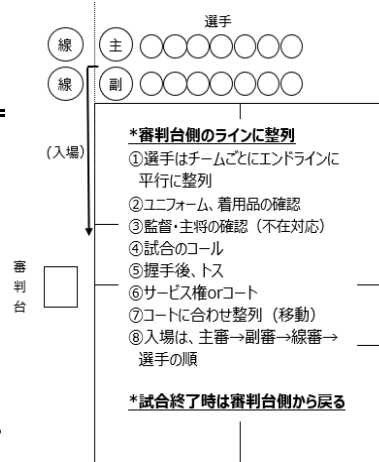 選手
線 主
線 副
(入場)
*審判台側のラインに整列
①選手はチームごとにエンドラインに
平行に整列
②ユニフォーム、着用品の確認
③監督・主将の確認（不在対応）
④試合のコール
⑤握手後、トス
⑥サービス権orコート
⑦コートに合わせ整列（移動）
⑧入場は、主審→副審→線審→
選手の順
審判台
*試合終了時は審判台側から戻る